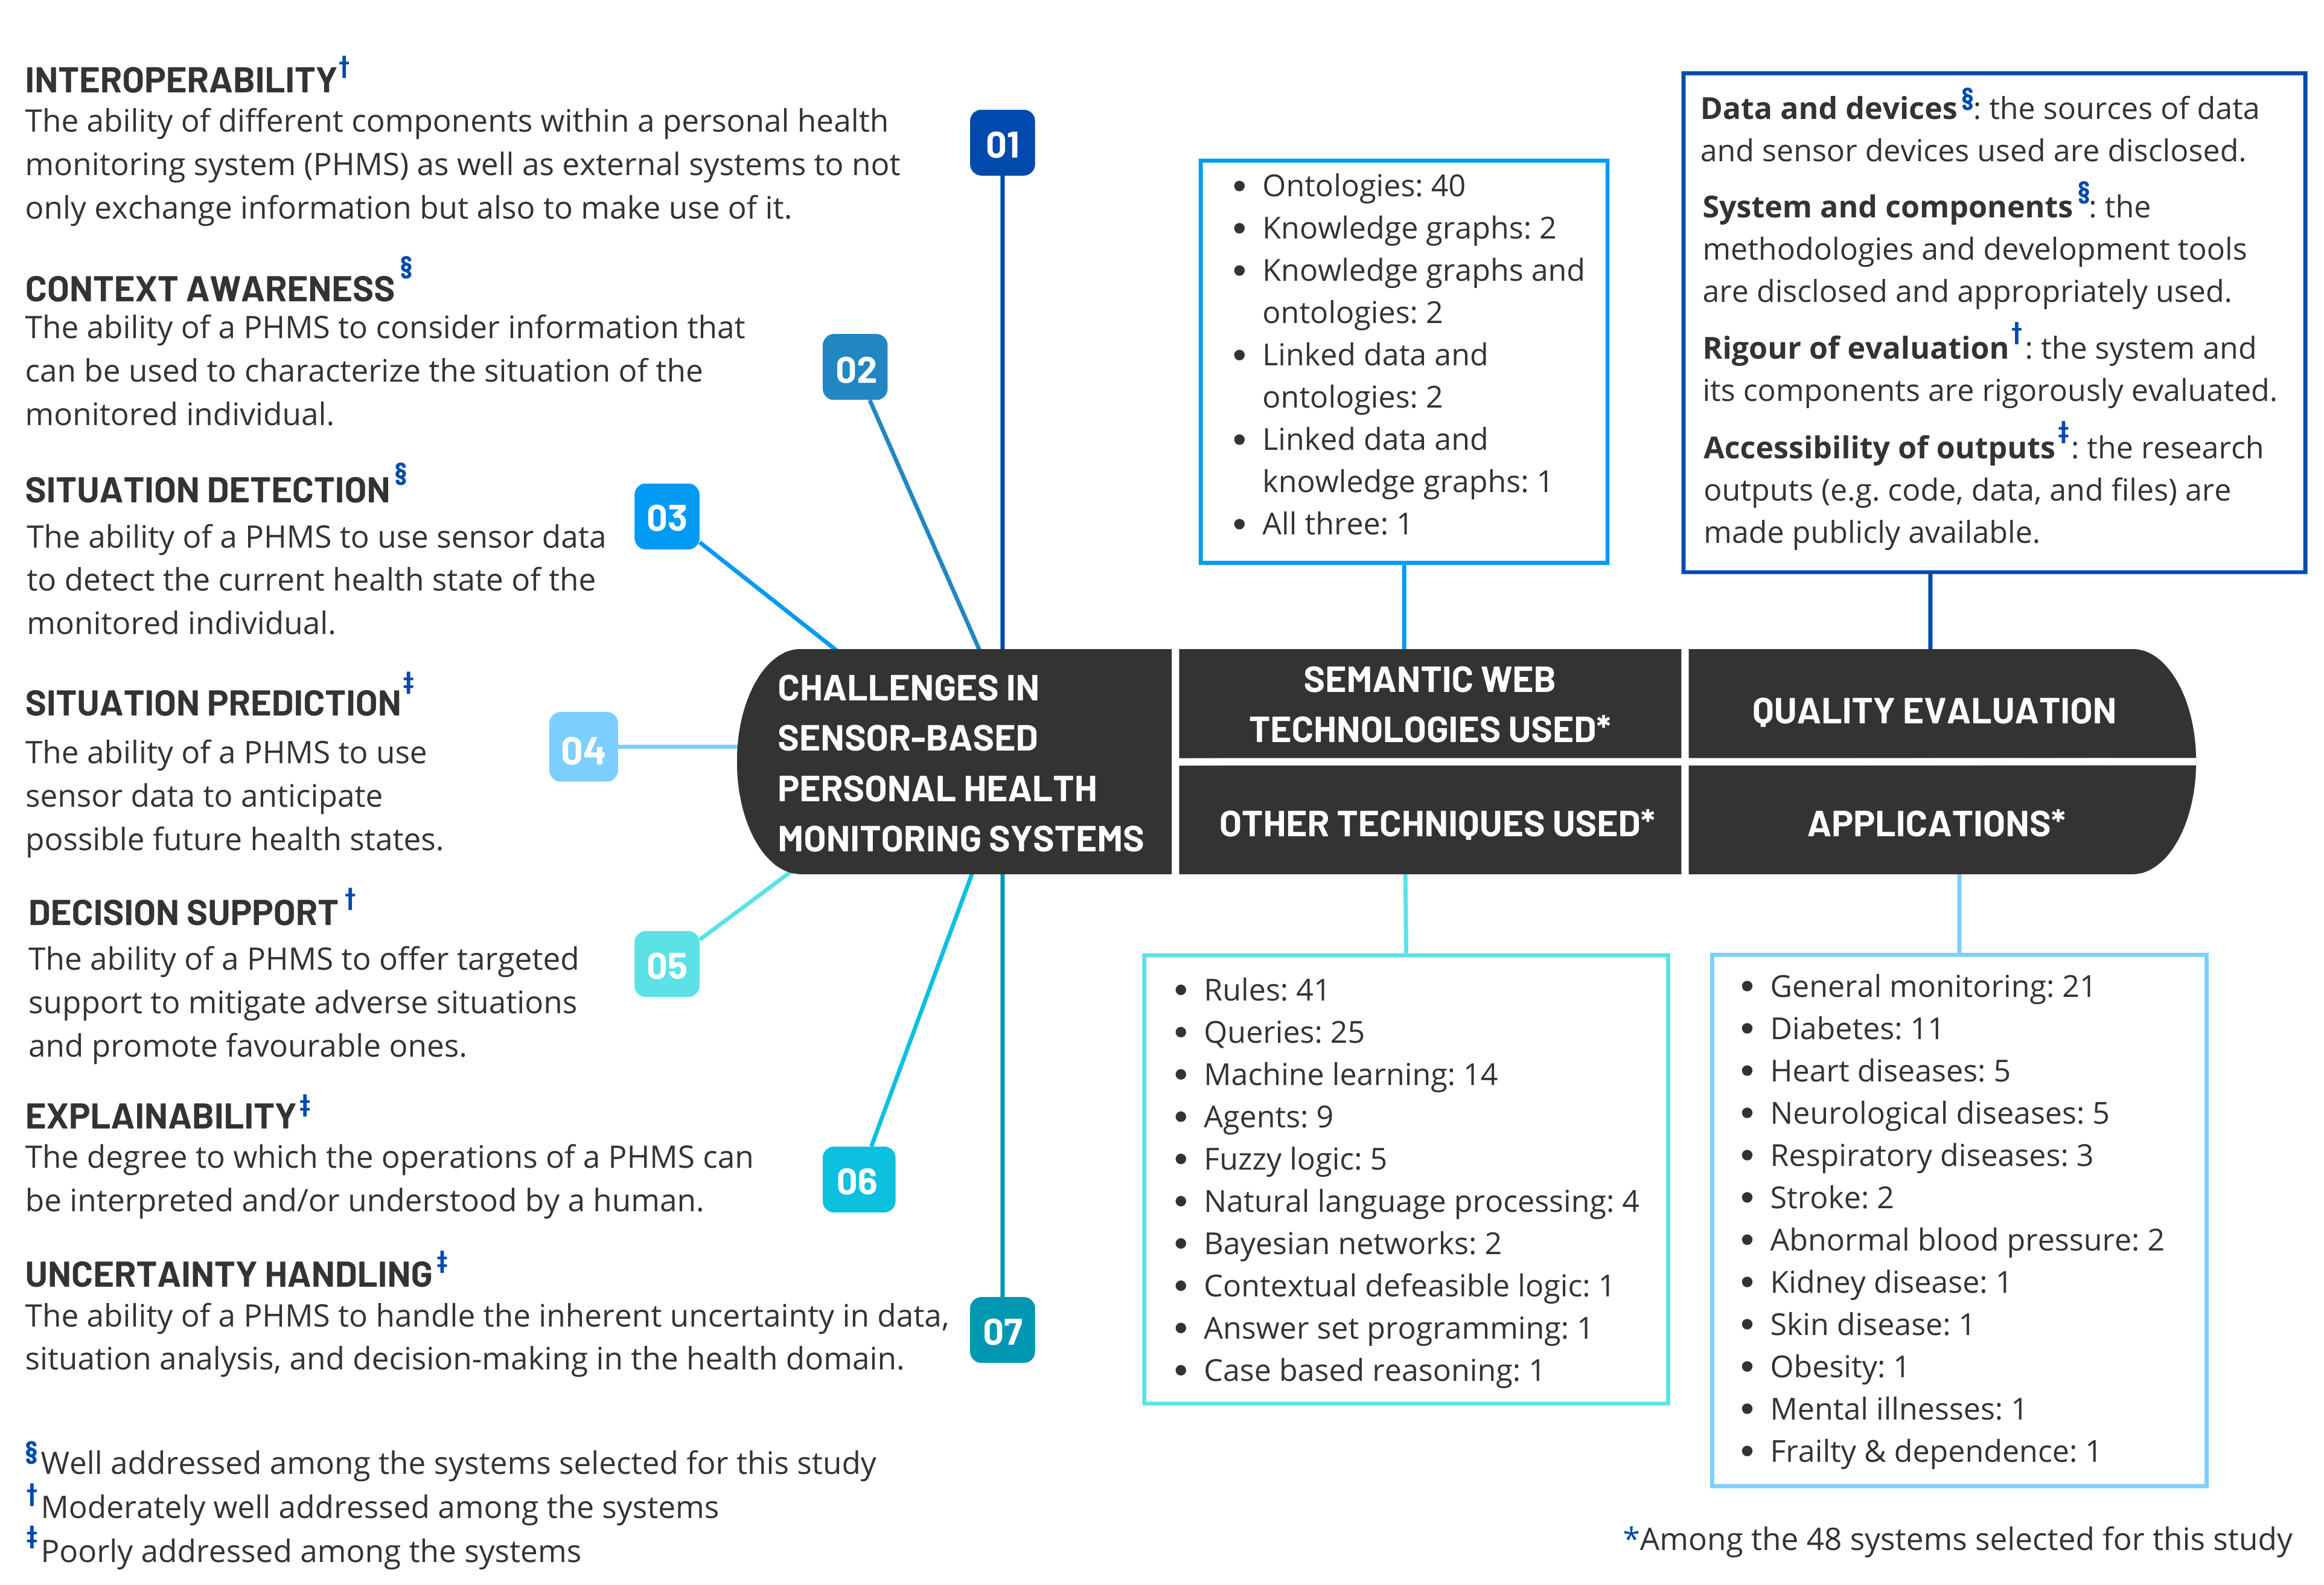 INTEROPERABILITY†
The ability of different components within a personal health
monitoring system (PHMS) as well as external systems to not
only exchange information but also to make use of it.
01
CONTEXT AWARENESS§
The ability of a PHMS to consider information that
can be used to characterize the situation of the
monitored individual.
02
SITUATION DETECTION§
The ability of a PHMS to use sensor data
to detect the current health state of the
monitored individual.
03
SITUATION PREDICTION‡
The ability of a PHMS to use
sensor data to anticipate
possible future health states.
04
DECISION SUPPORT†
The ability of a PHMS to offer targeted
support to mitigate adverse situations
and promote favourable ones.
05
EXPLAINABILITY‡
The degree to which the operations of a PHMS can
be interpreted and/or understood by a human.
06
UNCERTAINTY HANDLING‡
The ability of a PHMS to handle the inherent uncertainty in data,
situation analysis, and decision-making in the health domain.
07
§Well addressed among the systems selected for this study
†Moderately well addressed among the systems
‡Poorly addressed among the systems
CHALLENGES IN
SENSOR-BASED
PERSONAL HEALTH
MONITORING SYSTEMS
• Ontologies: 40
• Knowledge graphs: 2
• Knowledge graphs and
ontologies: 2
• Linked data and
ontologies: 2
• Linked data and
knowledge graphs: 1
• All three: 1
SEMANTIC WEB
TECHNOLOGIES USED*
OTHER TECHNIQUES USED*
• Rules: 41
• Queries: 25
• Machine learning: 14
• Agents: 9
• Fuzzy logic: 5
• Natural language processing: 4
• Bayesian networks: 2
• Contextual defeasible logic: 1
• Answer set programming: 1
• Case based reasoning: 1
Data and devices§: the sources of data
and sensor devices used are disclosed.
System and components§: the
methodologies and development tools
are disclosed and appropriately used.
Rigour of evaluation†: the system and
its components are rigorously evaluated.
Accessibility of outputs‡: the research
outputs (e.g. code, data, and files) are
made publicly available.
QUALITY EVALUATION
APPLICATIONS*
• General monitoring: 21
• Diabetes: 11
• Heart diseases: 5
• Neurological diseases: 5
• Respiratory diseases: 3
• Stroke: 2
• Abnormal blood pressure: 2
• Kidney disease: 1
• Skin disease: 1
• Obesity: 1
• Mental illnesses: 1
• Frailty & dependence: 1
*Among the 48 systems selected for this study